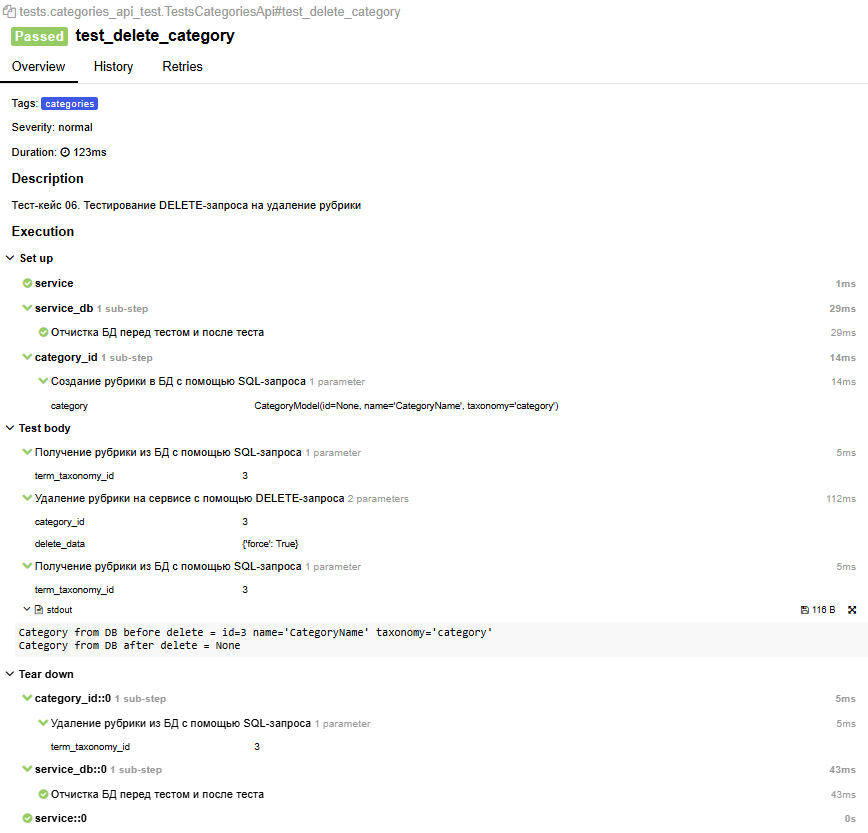 tests.categories_api_test.TestsCategoriesApi#test_delete_category
Passed test_delete_category
Overview History Retries
Tags: categories
Severity: normal
Duration: 123ms
Description
Тест-кейс 06. Тестирование DELETE-запроса на удаление рубрики
Execution
Set up
service 1ms
service_db 1 sub-step 29ms
Отчистка БД перед тестом и после теста 29ms
category_id 1 sub-step 14ms
Создание рубрики в БД с помощью SQL-запроса 1 parameter 14ms
category CategoryModel(id=None, name='CategoryName', taxonomy='category')
Test body
Получение рубрики из БД с помощью SQL-запроса 1 parameter 5ms
term_taxonomy_id 3
Удаление рубрики на сервисе с помощью DELETE-запроса 2 parameters 112ms
category_id 3
delete_data {'force': True}
Получение рубрики из БД с помощью SQL-запроса 1 parameter 5ms
term_taxonomy_id 3
stdout 116 B
Category from DB before delete = id=3 name='CategoryName' taxonomy='category'
Category from DB after delete = None
Tear down
category_id::0 1 sub-step 5ms
Удаление рубрики из БД с помощью SQL-запроса 1 parameter 5ms
term_taxonomy_id 3
service_db::0 1 sub-step 43ms
Отчистка БД перед тестом и после теста 43ms
service::0 0s